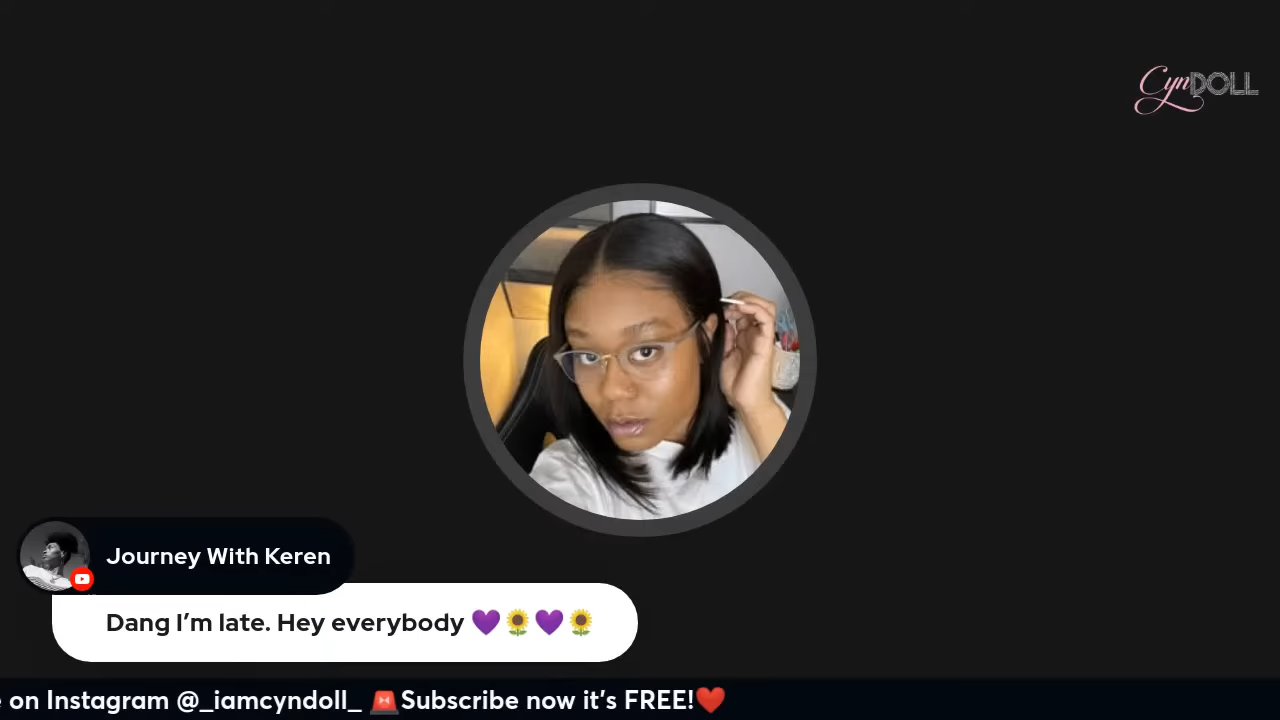 CynDOLL
Journey With Keren
Dang I’m late. Hey everybody 💜🌻💜🌻
on Instagram @_iamcyndoll_ 🚨Subscribe now it’s FREE!❤️